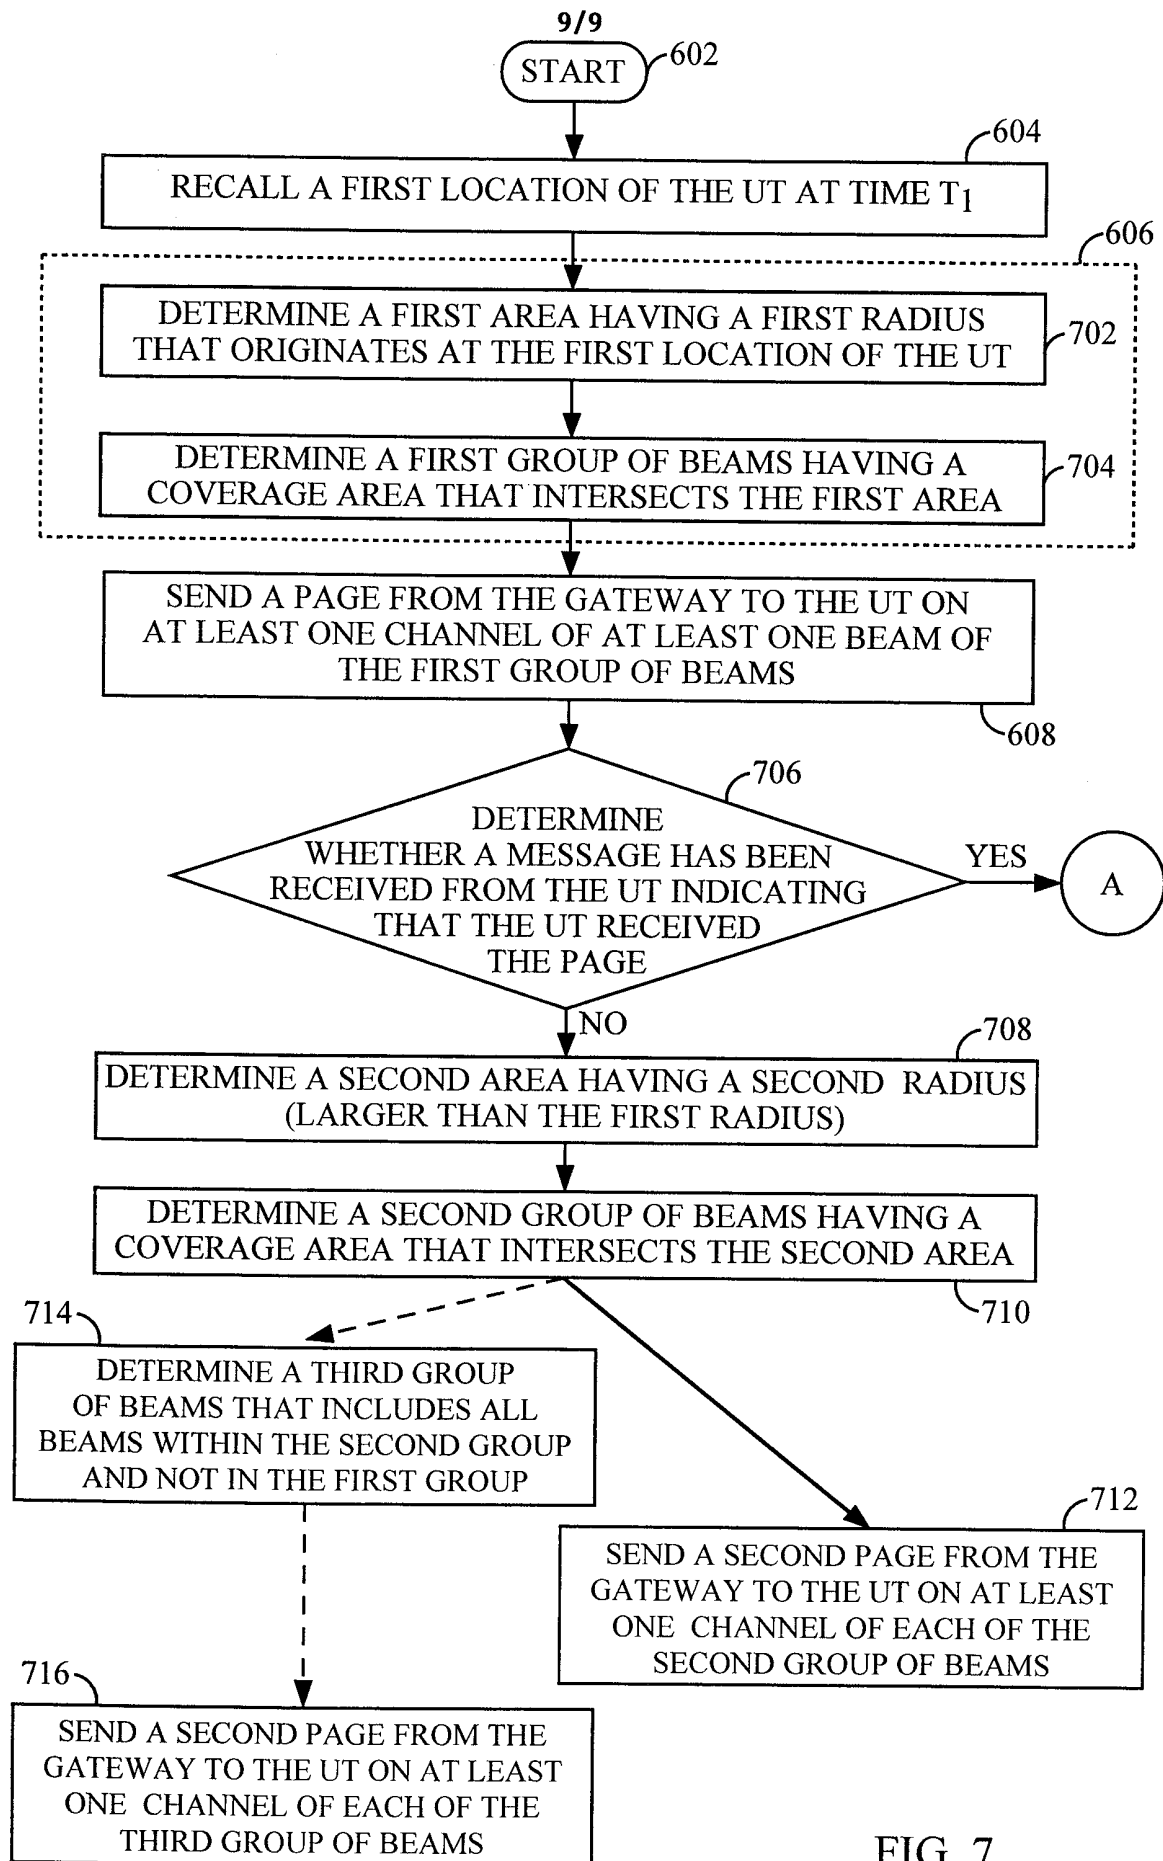 9/9
START
602
604
RECALL A FIRST LOCATION OF THE UT AT TIME T1
606
DETERMINE A FIRST AREA HAVING A FIRST RADIUS
THAT ORIGINATES AT THE FIRST LOCATION OF THE UT
702
DETERMINE A FIRST GROUP OF BEAMS HAVING A
COVERAGE AREA THAT INTERSECTS THE FIRST AREA
704
SEND A PAGE FROM THE GATEWAY TO THE UT ON
AT LEAST ONE CHANNEL OF AT LEAST ONE BEAM OF
THE FIRST GROUP OF BEAMS
608
706
DETERMINE
WHETHER A MESSAGE HAS BEEN
RECEIVED FROM THE UT INDICATING
THAT THE UT RECEIVED
THE PAGE
YES
A
NO
708
DETERMINE A SECOND AREA HAVING A SECOND RADIUS
(LARGER THAN THE FIRST RADIUS)
DETERMINE A SECOND GROUP OF BEAMS HAVING A
COVERAGE AREA THAT INTERSECTS THE SECOND AREA
710
714
DETERMINE A THIRD GROUP
OF BEAMS THAT INCLUDES ALL
BEAMS WITHIN THE SECOND GROUP
AND NOT IN THE FIRST GROUP
712
SEND A SECOND PAGE FROM THE
GATEWAY TO THE UT ON AT LEAST
ONE CHANNEL OF EACH OF THE
SECOND GROUP OF BEAMS
716
SEND A SECOND PAGE FROM THE
GATEWAY TO THE UT ON AT LEAST
ONE CHANNEL OF EACH OF THE
THIRD GROUP OF BEAMS
FIG. 7